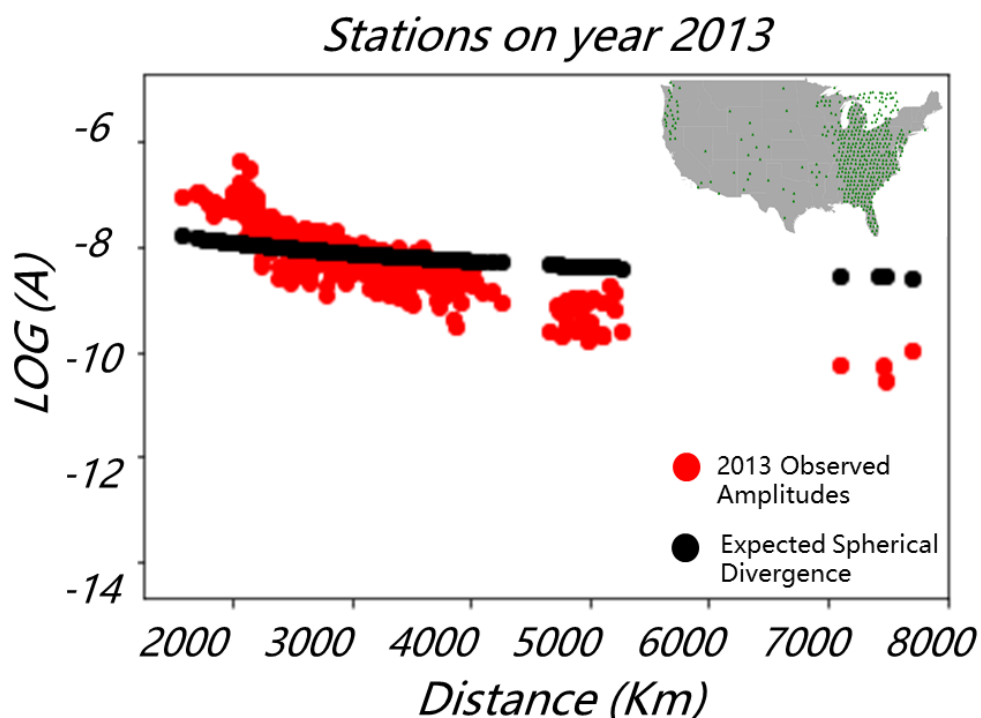 Stations on year 2013
LOG (A)
-6
-8
-10
-12
-14
2013 Observed
Amplitudes
Expected Spherical
Divergence
2000 3000 4000 5000 6000 7000 8000
Distance (Km)